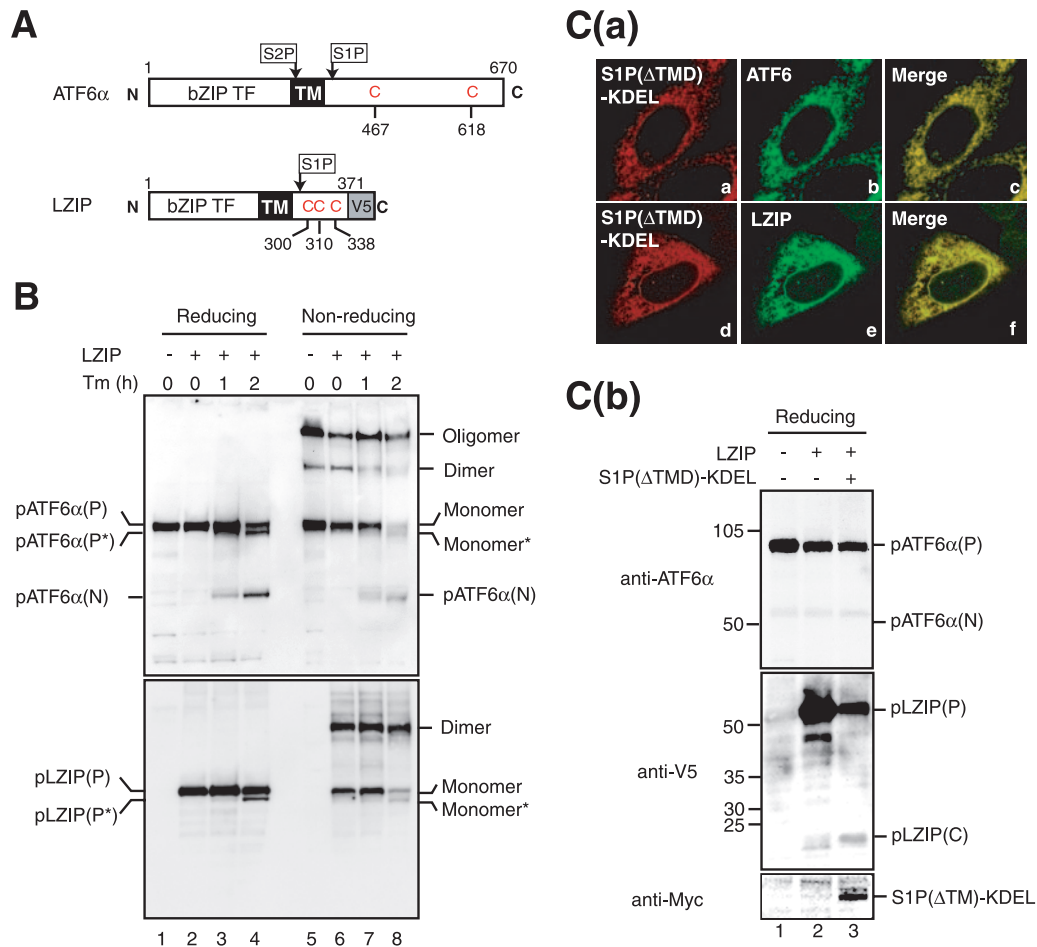 A
S2P S1P
1 670
ATF6α N bZIP TF TM C C C
467 618
S1P
1 371
LZIP N bZIP TF TM CC C V5 C
300 310 338
B
Reducing Non-reducing
LZIP - + + + - + + +
Tm (h) 0 0 1 2 0 0 1 2
Oligomer
Dimer
pATF6α(P) Monomer
pATF6α(P*) Monomer*
pATF6α(N) pATF6α(N)
Dimer
pLZIP(P) Monomer
pLZIP(P*) Monomer*
1 2 3 4 5 6 7 8
C(a)
S1P(ΔTMD) ATF6 Merge
-KDEL
a b c
S1P(ΔTMD) LZIP Merge
-KDEL
d e f
C(b)
Reducing
LZIP - + +
S1P(ΔTMD)-KDEL - - +
105
pATF6α(P)
anti-ATF6α
50 pATF6α(N)
pLZIP(P)
50
anti-V5
35
30
25
pLZIP(C)
anti-Myc S1P(ΔTM)-KDEL
1 2 3